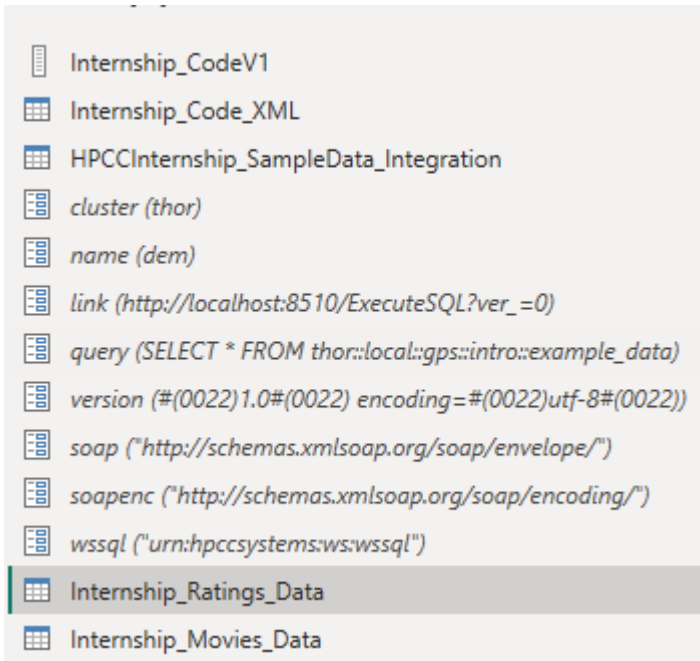 Internship_CodeV1
Internship_Code_XML
HPCCInternship_SampleData_Integration
cluster (thor)
name (dem)
link (http://localhost:8510/ExecuteSQL?ver_=0)
query (SELECT * FROM thor::local::gps::intro::example_data)
version (#(0022)1.0#(0022) encoding=#(0022)utf-8#(0022))
soap ("http://schemas.xmlsoap.org/soap/envelope/")
soapenc ("http://schemas.xmlsoap.org/soap/encoding/")
wssql ("urn:hpccsystems:ws:wssql")
Internship_Ratings_Data
Internship_Movies_Data